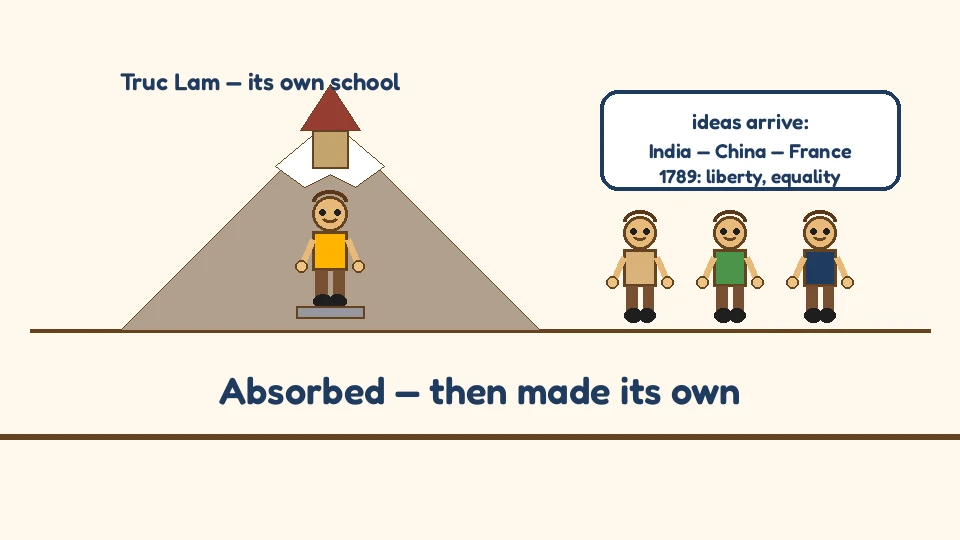 Truc Lam — its own school
ideas arrive:
India — China — France
1789: liberty, equality
Absorbed — then made its own